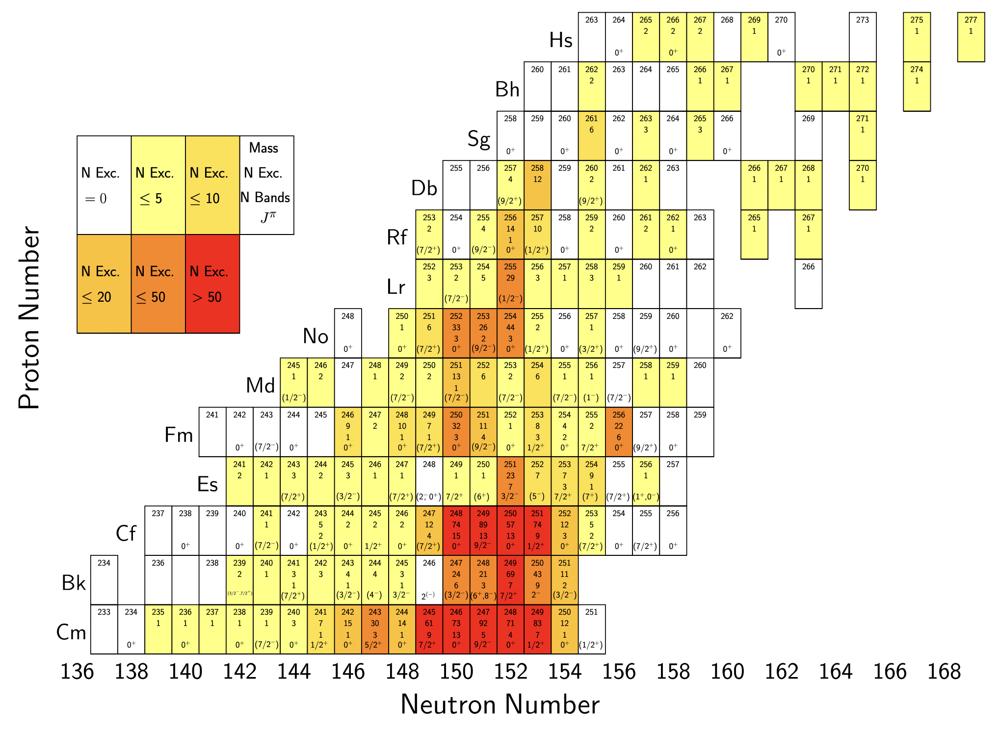 Hs
263 264 265 266 267 268 269 270 273 275 277
2 2 2 1 1 1
0⁺ 0⁺ 0⁺
Bh
260 261 262 263 264 265 266 267 270 271 272 274
2 1 1 1 1 1 1
Sg
258 259 260 261 262 263 264 265 266 269 271
6 3 3 1
0⁺ 0⁺ 0⁺ 0⁺ 0⁺
Db
255 256 257 258 259 260 261 262 263 266 267 268 270
4 12 2 1 1 1 1 1
(9/2⁺) (9/2⁺)
Rf
253 254 255 256 257 258 259 260 261 262 263 265 267
2 4 14 10 2 2 1 1 1
1
(7/2⁺) 0⁺ (9/2⁻) 0⁺ (1/2⁺) 0⁺ 0⁺ 0⁺
Lr
252 253 254 255 256 257 258 259 260 261 262 266
3 2 5 29 3 1 3 1
(7/2⁻) (1/2⁻)
No
248 250 251 252 253 254 255 256 257 258 259 260 262
1 6 33 26 44 2 1
3 2 3
0⁺ 0⁺ (7/2⁺) 0⁺ (9/2⁻) 0⁺ (1/2⁺) 0⁺ (3/2⁺) 0⁺ (9/2⁺) 0⁺ 0⁺
Md
245 246 247 248 249 250 251 252 253 254 255 256 257 258 259 260
1 2 1 2 2 13 6 2 6 1 1 1 1
1
(1/2⁻) (7/2⁻) (7/2⁻) (7/2⁻) (7/2⁻) (1⁻) (7/2⁻)
Fm
241 242 243 244 245 246 247 248 249 250 251 252 253 254 255 256 257 258 259
9 2 10 7 32 11 1 8 4 2 22
1 1 1 3 4 3 2 6
0⁺ (7/2⁻) 0⁺ 0⁺ 0⁺ (7/2⁺) 0⁺ (9/2⁻) 0⁺ 1/2⁺ 0⁺ 7/2⁺ 0⁺ (9/2⁺) 0⁺
Es
241 242 243 244 245 246 247 248 249 250 251 252 253 254 255 256 257
2 1 3 2 3 1 1 1 1 23 7 7 9 1
7 3 1
(7/2⁺) (3/2⁻) (7/2⁺) (2⁻,0⁺) 7/2⁺ (6⁺) 3/2⁻ (5⁻) 7/2⁺ (7⁺) (7/2⁺) (1⁺,0⁻)
Cf
237 238 239 240 241 242 243 244 245 246 247 248 249 250 251 252 253 254 255 256
1 5 2 2 2 12 74 89 57 74 12 5
2 4 15 13 13 9 3 2
0⁺ 0⁺ (7/2⁻) 0⁺ (1/2⁺) 0⁺ 1/2⁺ 0⁺ (7/2⁺) 0⁺ 9/2⁻ 0⁺ 1/2⁺ 0⁺ (7/2⁺) 0⁺ (7/2⁺) 0⁺
Bk
234 236 238 239 240 241 242 243 244 245 246 247 248 249 250 251
2 1 3 3 4 4 3 24 21 69 43 11
1 1 1 6 3 7 9 2
(3/2⁻,7/2⁺) (7/2⁺) (3/2⁻) (4⁻) 3/2⁻ 2⁽⁻⁾ (3/2⁻) (6⁺,8⁻) 7/2⁺ 2⁻ (3/2⁻)
Cm
233 234 235 236 237 238 239 240 241 242 243 244 245 246 247 248 249 250 251
1 1 1 1 1 3 7 15 30 14 61 73 92 71 83 12
1 1 3 1 9 13 5 4 7 1
0⁺ 0⁺ 0⁺ (7/2⁻) 0⁺ 1/2⁺ 0⁺ 5/2⁺ 0⁺ 7/2⁺ 0⁺ 9/2⁻ 0⁺ 1/2⁺ 0⁺ (1/2⁺)
136 138 140 142 144 146 148 150 152 154 156 158 160 162 164 166 168
Neutron Number
Proton Number
N Exc.
= 0
N Exc.
≤ 5
N Exc.
≤ 10
Mass
N Exc.
N Bands
J^π
N Exc.
≤ 20
N Exc.
≤ 50
N Exc.
> 50